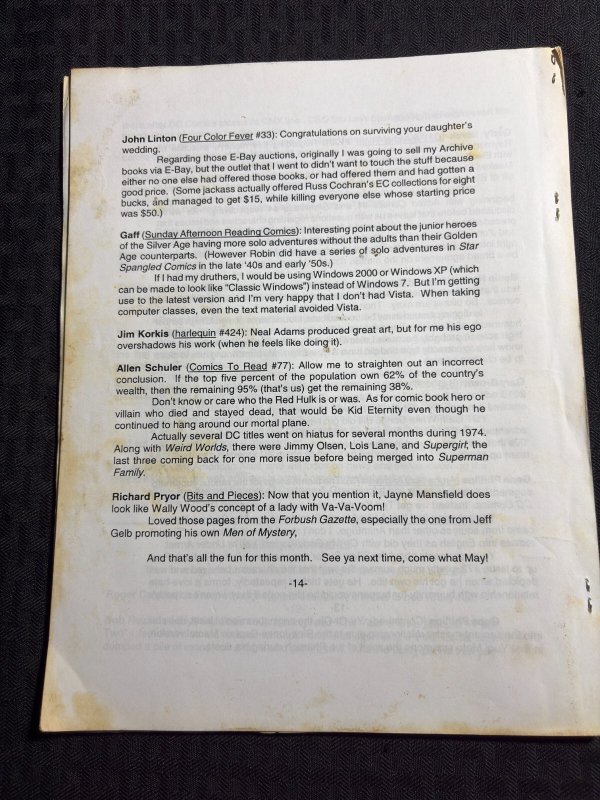 John Linton (Four Color Fever #33): Congratulations on surviving your daughter's
wedding.
Regarding those E-Bay auctions, originally I was going to sell my Archive
books via E-Bay, but the outlet that I went to didn't want to touch the stuff because
either no one else had offered those books, or had offered them and had gotten a
good price. (Some jackass actually offered Russ Cochran's EC collections for eight
bucks, and managed to get $15, while killing everyone else whose starting price
was $50.)
Gaff (Sunday Afternoon Reading Comics): Interesting point about the junior heroes
of the Silver Age having more solo adventures without the adults than their Golden
Age counterparts. (However Robin did have a series of solo adventures in Star
Spangled Comics in the late '40s and early '50s.)
If I had my druthers, I would be using Windows 2000 or Windows XP (which
can be made to look like "Classic Windows") instead of Windows 7. But I'm getting
use to the latest version and I'm very happy that I don't had Vista. When taking
computer classes, even the text material avoided Vista.
Jim Korkis (harlequin #424): Neal Adams produced great art, but for me his ego
overshadows his work (when he feels like doing it).
Allen Schuler (Comics To Read #77): Allow me to straighten out an incorrect
conclusion. If the top five percent of the population own 62% of the country's
wealth, then the remaining 95% (that's us) get the remaining 38%.
Don't know or care who the Red Hulk is or was. As for comic book hero or
villain who died and stayed dead, that would be Kid Eternity even though he
continued to hang around our mortal plane.
Actually several DC titles went on hiatus for several months during 1974.
Along with Weird Worlds, there were Jimmy Olsen, Lois Lane, and Supergirl; the
last three coming back for one more issue before being merged into Superman
Family.
Richard Pryor (Bits and Pieces): Now that you mention it, Jayne Mansfield does
look like Wally Wood's concept of a lady with Va-Va-Voom!
Loved those pages from the Forbush Gazette, especially the one from Jeff
Gelb promoting his own Men of Mystery,
And that's all the fun for this month. See ya next time, come what May!
-14-